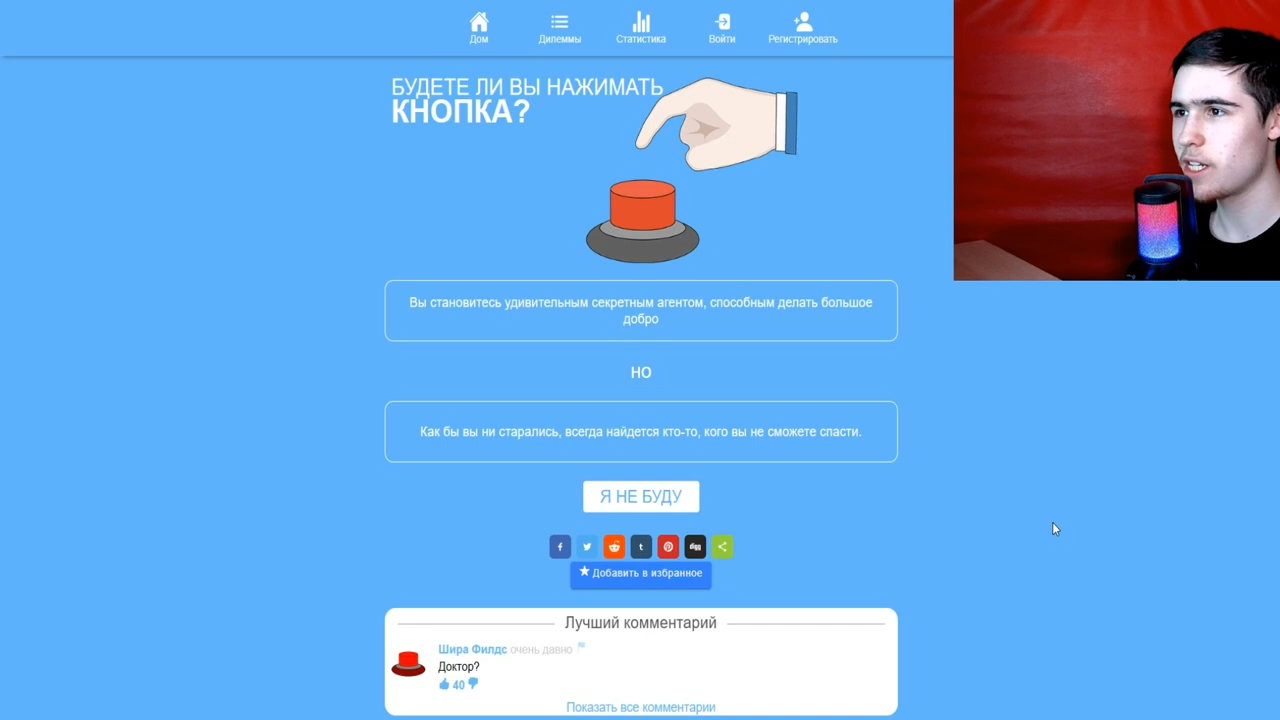 Дом
Дилеммы
Статистика
Войти
Регистрировать
БУДЕТЕ ЛИ ВЫ НАЖИМАТЬ
КНОПКА?
Вы становитесь удивительным секретным агентом, способным делать большое
добро
НО
Как бы вы ни старались, всегда найдется кто-то, кого вы не сможете спасти.
Я НЕ БУДУ
f
t
digg
Добавить в избранное
Лучший комментарий
Шира Филдс очень давно
Доктор?
40
Показать все комментарии